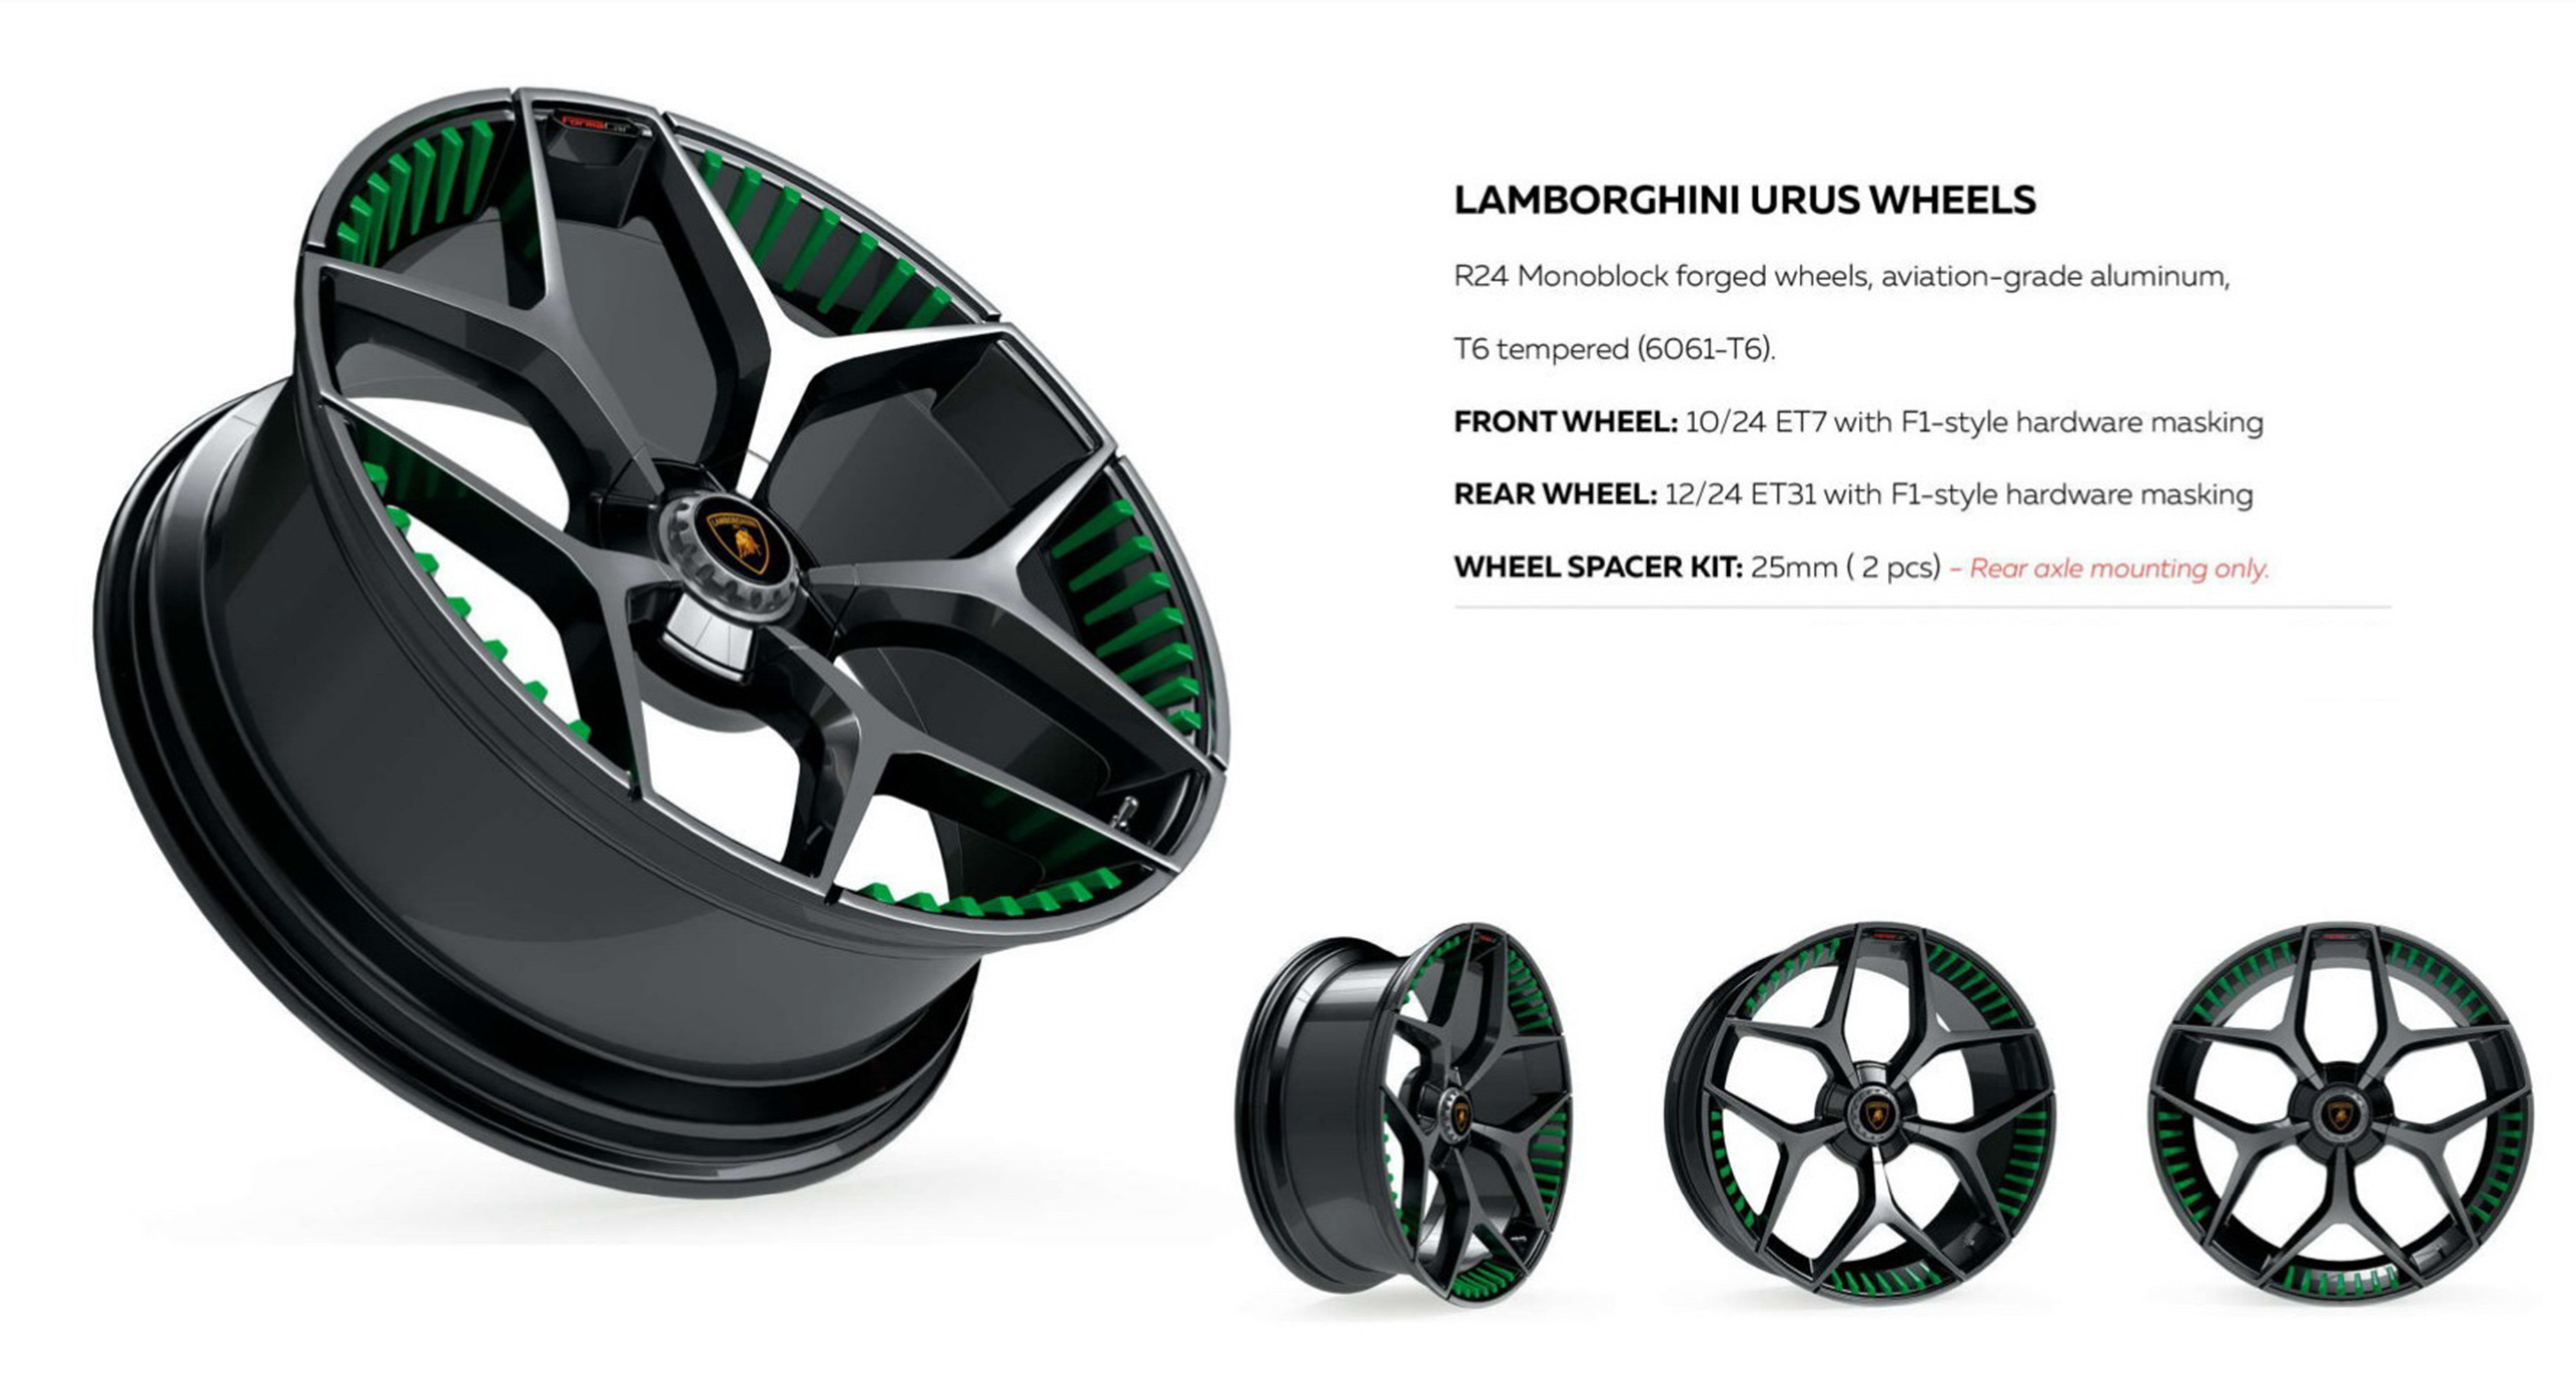 FormaCar
LAMBORGHINI
LAMBORGHINI URUS WHEELS
R24 Monoblock forged wheels, aviation-grade aluminum,
T6 tempered (6061-T6).
FRONT WHEEL: 10/24 ET7 with F1-style hardware masking
REAR WHEEL: 12/24 ET31 with F1-style hardware masking
WHEEL SPACER KIT: 25mm ( 2 pcs) – Rear axle mounting only.